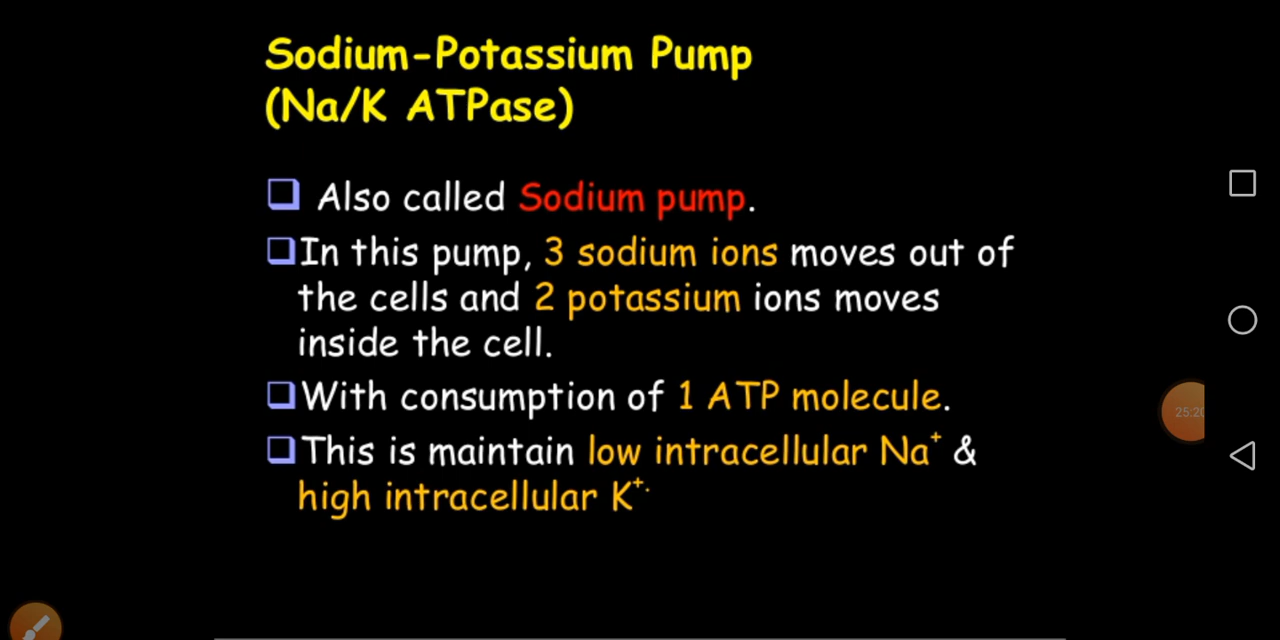 Sodium-Potassium Pump
(Na/K ATPase)
Also called Sodium pump.
In this pump, 3 sodium ions moves out of
the cells and 2 potassium ions moves
inside the cell.
With consumption of 1 ATP molecule.
This is maintain low intracellular Na⁺ &
high intracellular K⁺.
25:20